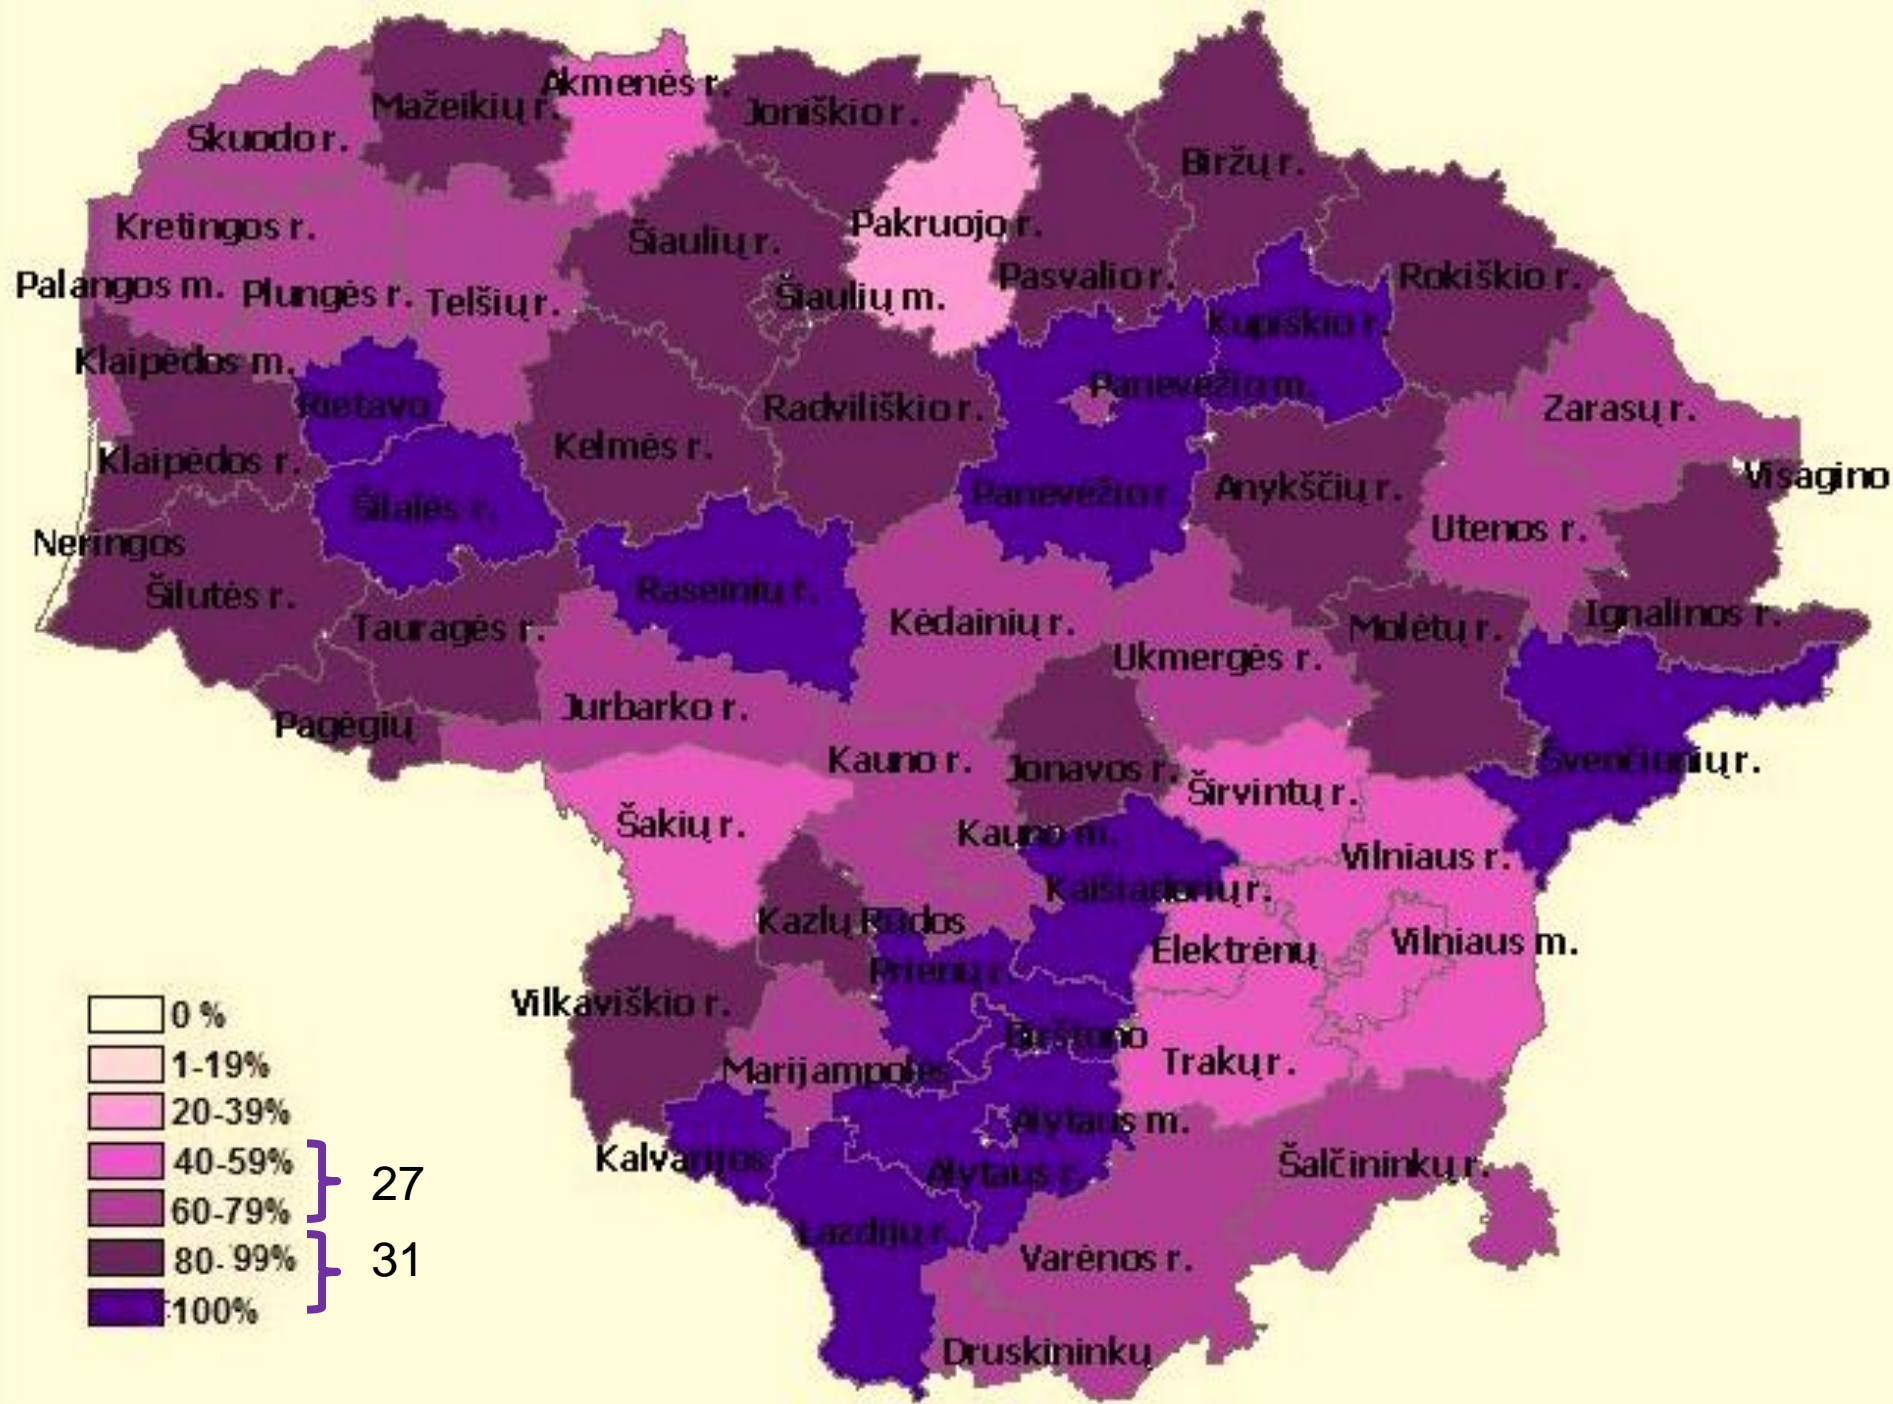 Mažeikių r.
Akmenės r.
Joniškio r.
Skuodo r.
Biržų r.
Kretingos r.
Šiaulių r.
Pakruojo r.
Palangos m.
Plungės r.
Telšių r.
Šiaulių m.
Pasvalio r.
Rokiškio r.
Kupiškio r.
Klaipėdos m.
Rietavo
Radviliškio r.
Panevėžio m.
Zarasų r.
Klaipėdos r.
Kelmės r.
Šilalės r.
Panevėžio r.
Anykščių r.
Visagino
Utenos r.
Neringos
Šilutės r.
Raseinių r.
Tauragės r.
Kėdainių r.
Molėtų r.
Ignalinos r.
Ukmergės r.
Pagėgių
Jurbarko r.
Kauno r.
Jonavos r.
Švenčionių r.
Širvintų r.
Šakių r.
Kauno m.
Vilniaus r.
Kaišiadorių r.
Kazlų Rūdos
Elektrėnų
Vilniaus m.
Prienų r.
Vilkaviškio r.
Birštono
Marijampolės
Trakų r.
Alytaus m.
Kalvarijos
Alytaus r.
Šalčininkų r.
Lazdijų r.
Varėnos r.
Druskininkų
0 %
1-19%
20-39%
40-59%
27
60-79%
80- 99%
31
100%